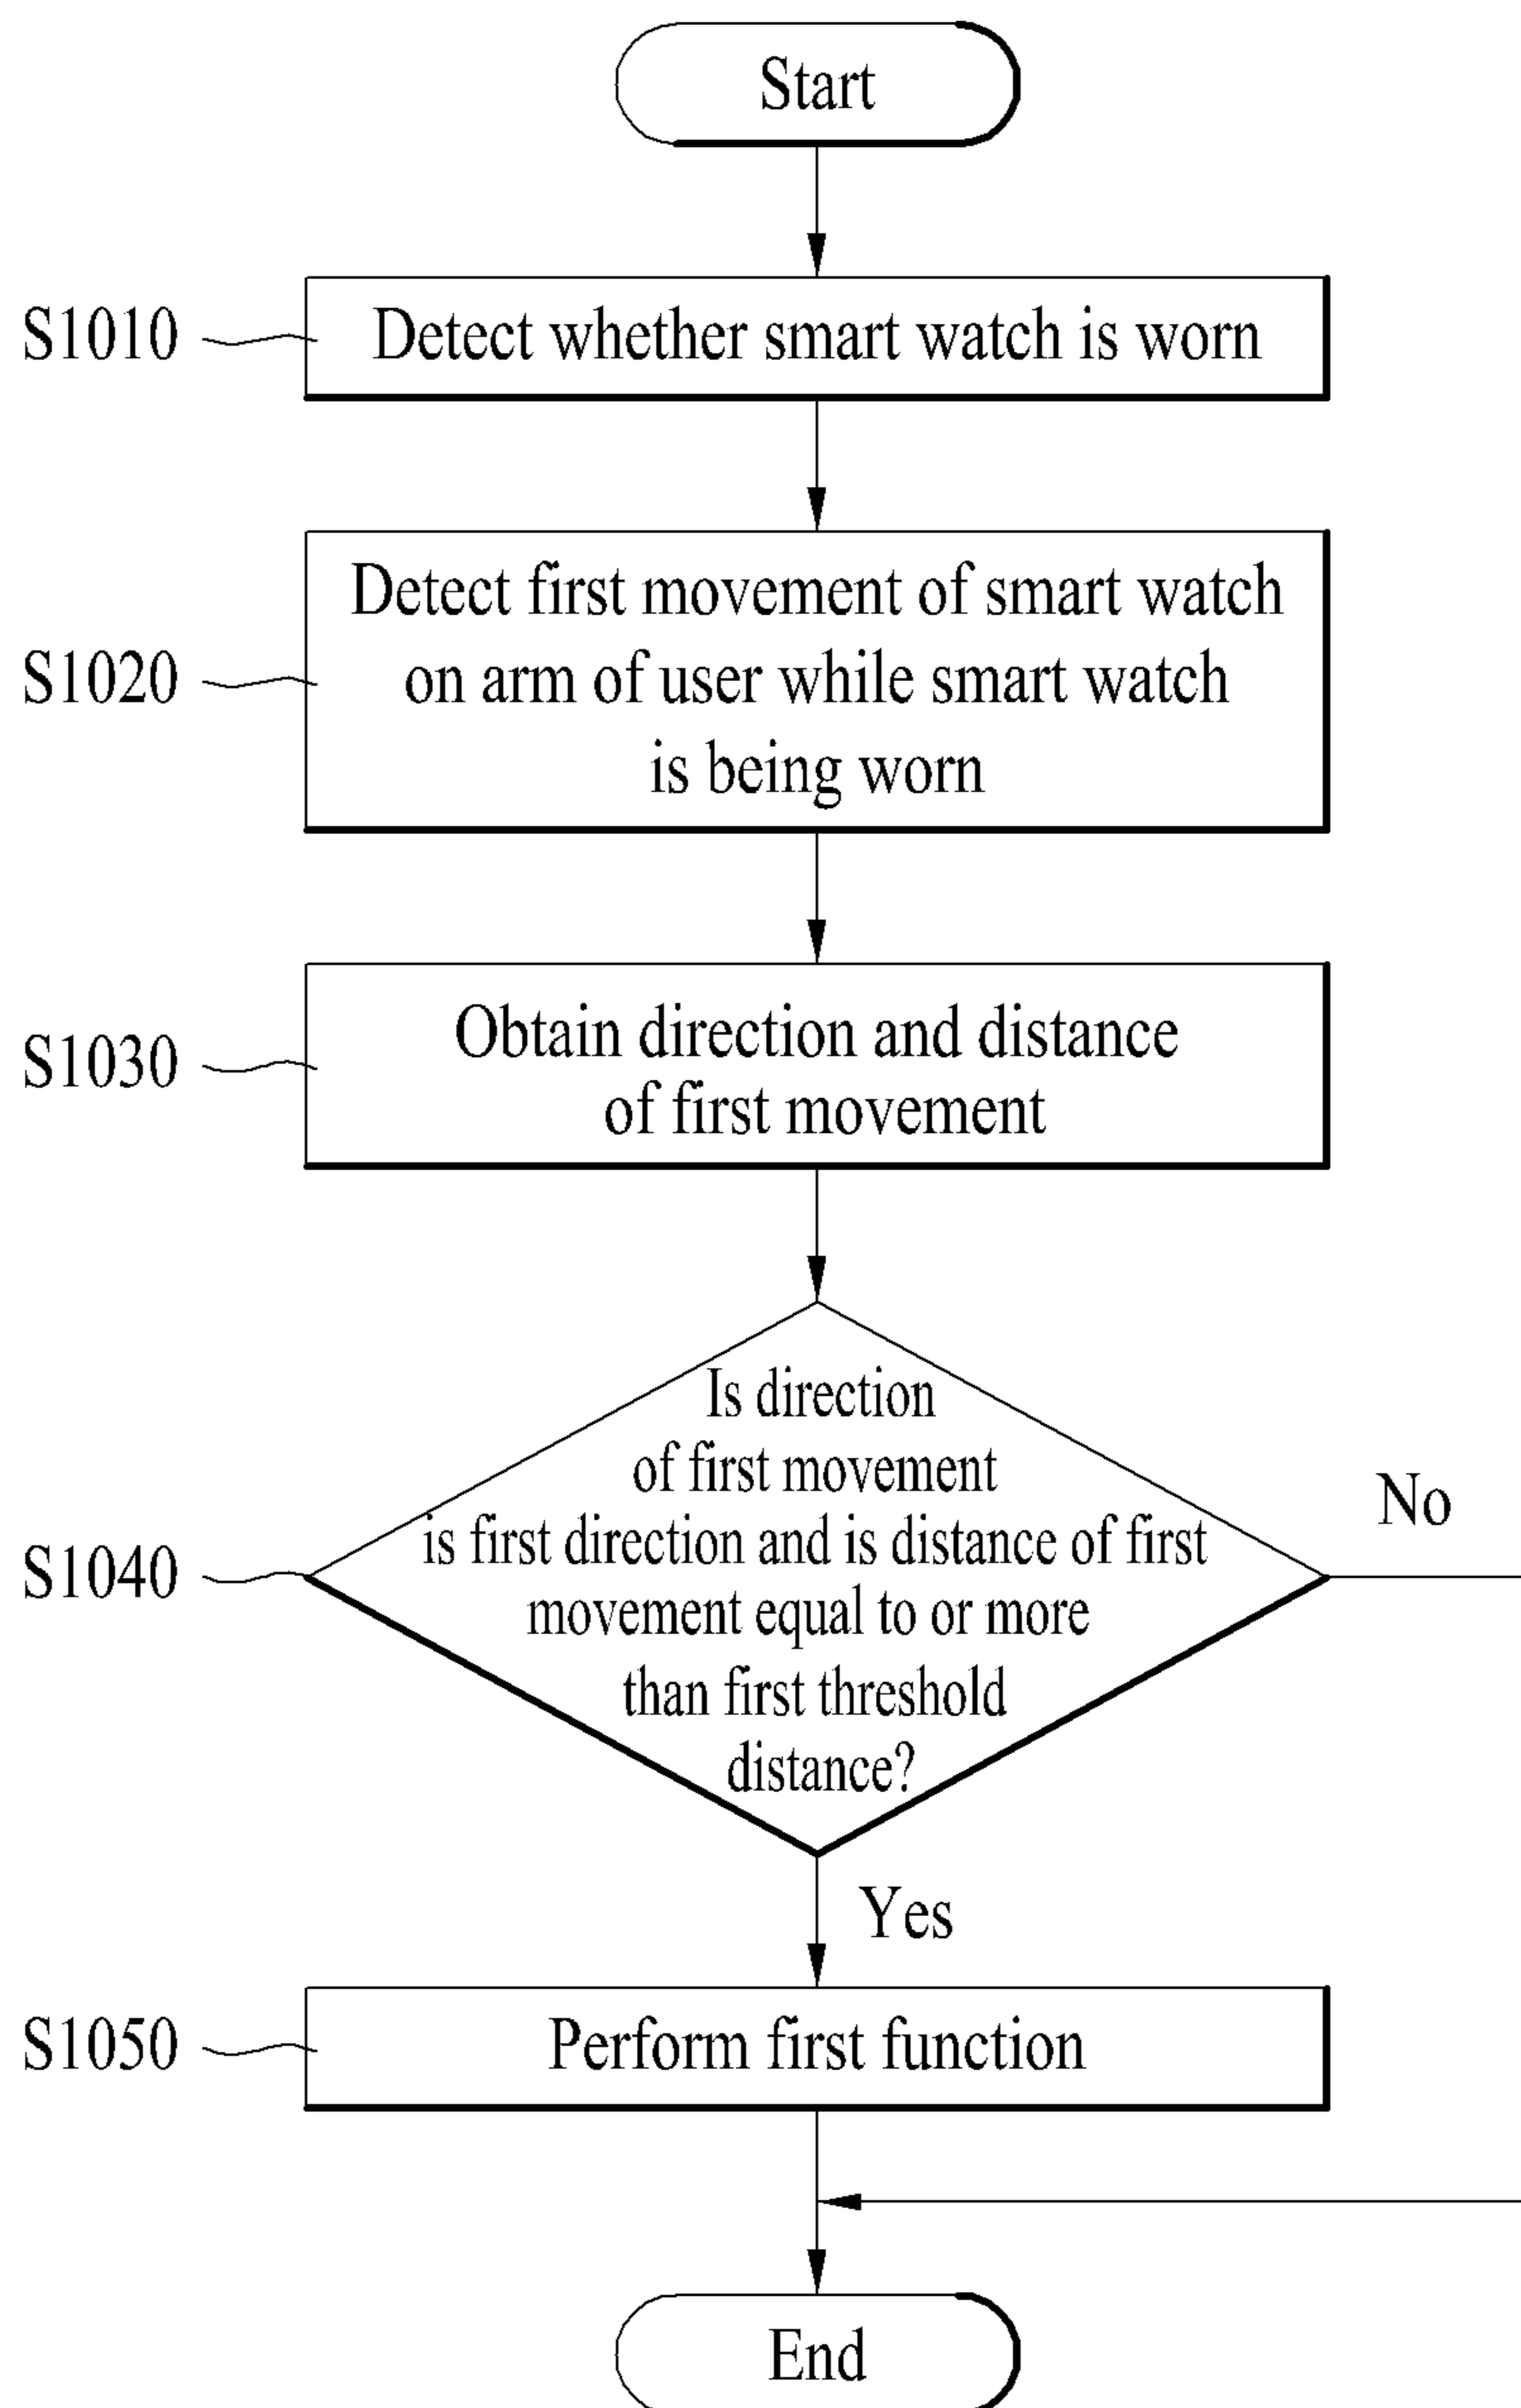 Start
S1010
Detect whether smart watch is worn
S1020
Detect first movement of smart watch
on arm of user while smart watch
is being worn
S1030
Obtain direction and distance
of first movement
S1040
Is direction
of first movement
is first direction and is distance of first
movement equal to or more
than first threshold
distance?
No
Yes
S1050
Perform first function
End